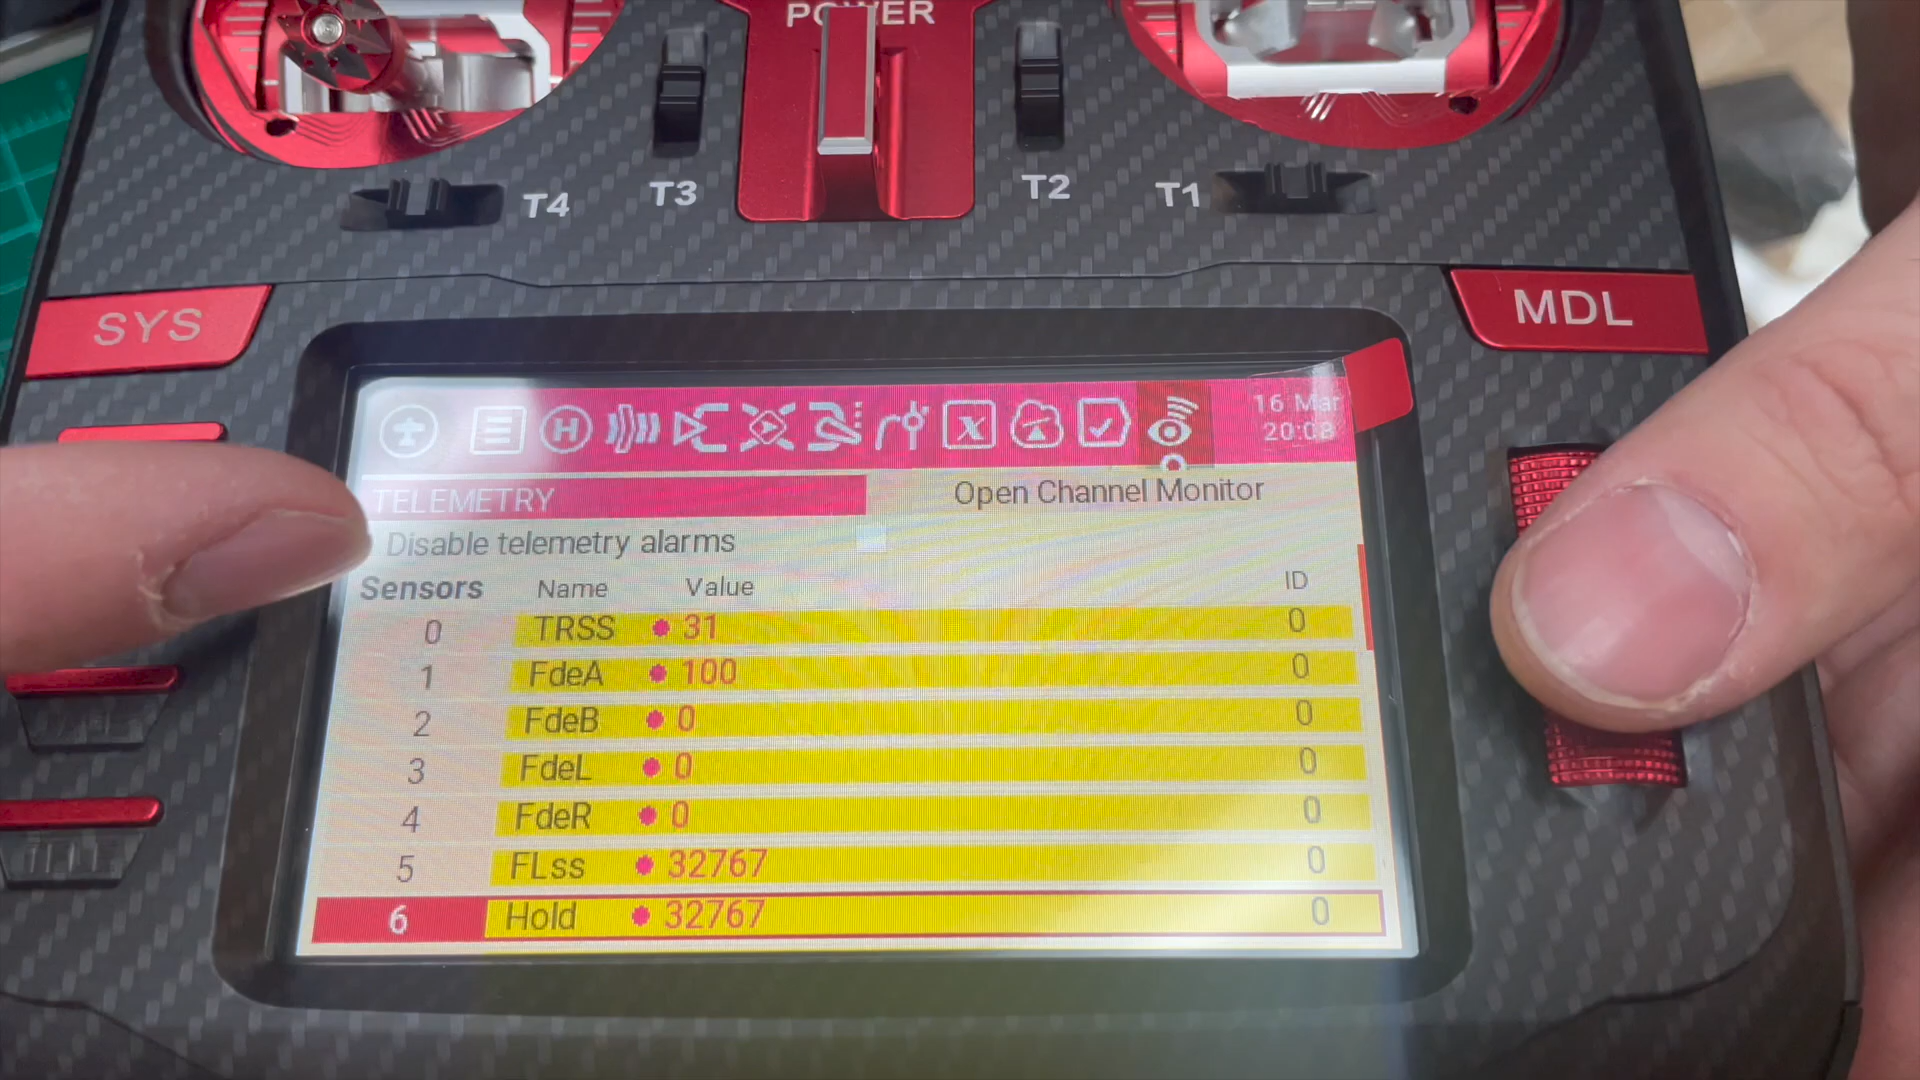 POWER
T4
T3
T2
T1
SYS
MDL
H
X
16 Mar
20:08
TELEMETRY
Open Channel Monitor
Disable telemetry alarms
Sensors Name Value ID
0 TRSS 31 0
1 FdeA 100 0
2 FdeB 0 0
3 FdeL 0 0
4 FdeR 0 0
5 FLss 32767 0
6 Hold 32767 0
TELE